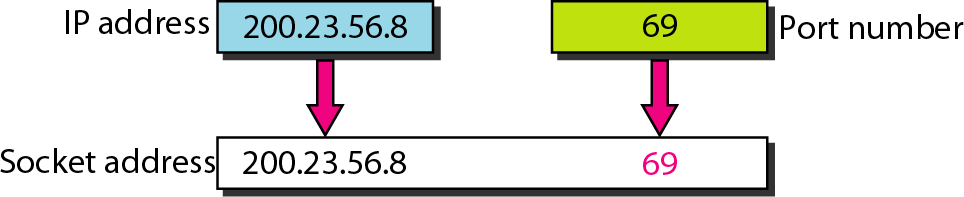 IP address 200.23.56.8 69 Port number
Socket address 200.23.56.8 69